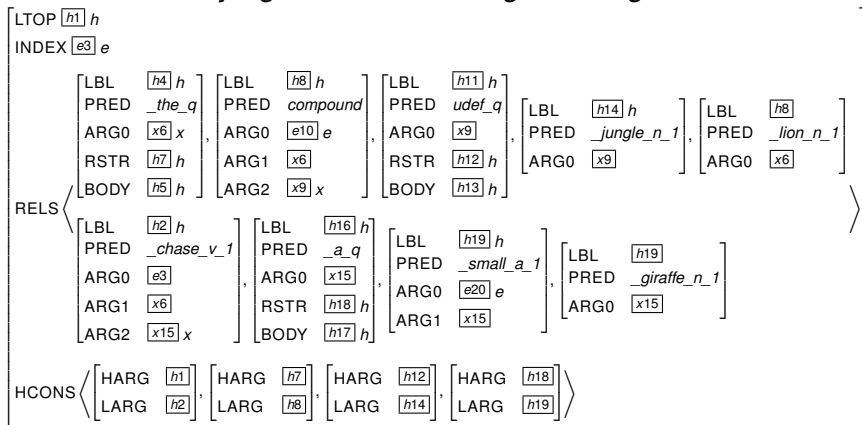 LTOP h1 h
INDEX e3 e
RELS
LBL h4 h
PRED _the_q
ARG0 x6 x
RSTR h7 h
BODY h5 h
,
LBL h8 h
PRED compound
ARG0 e10 e
ARG1 x6
ARG2 x9 x
,
LBL h11 h
PRED udef_q
ARG0 x9
RSTR h12 h
BODY h13 h
,
LBL h14 h
PRED _jungle_n_1
ARG0 x9
,
LBL h8
PRED _lion_n_1
ARG0 x6
LBL h2 h
PRED _chase_v_1
ARG0 e3
ARG1 x6
ARG2 x15 x
,
LBL h16 h
PRED _a_q
ARG0 x15
RSTR h18 h
BODY h17 h
,
LBL h19 h
PRED _small_a_1
ARG0 e20 e
ARG1 x15
,
LBL h19
PRED _giraffe_n_1
ARG0 x15
HCONS
HARG h1
LARG h2
,
HARG h7
LARG h8
,
HARG h12
LARG h14
,
HARG h18
LARG h19